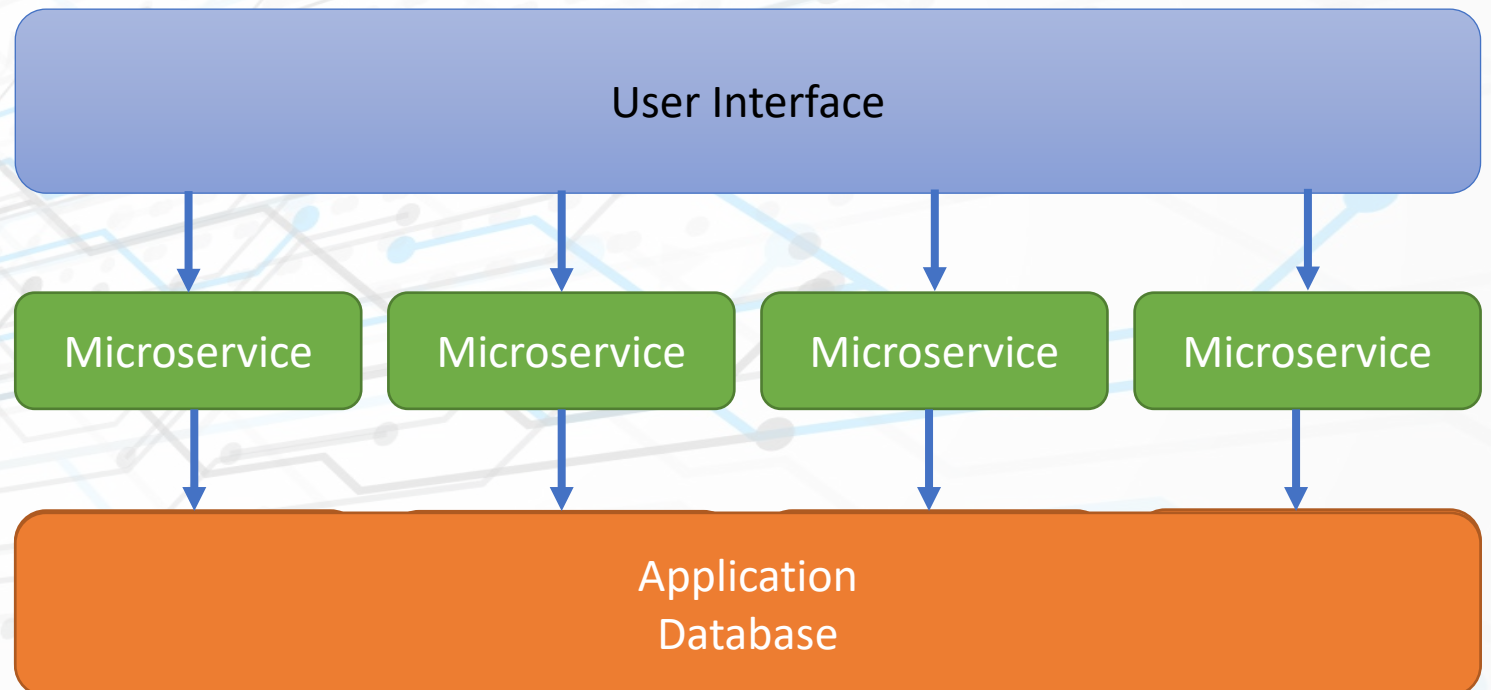 User Interface
Microservice
Microservice
Microservice
Microservice
Application
Database